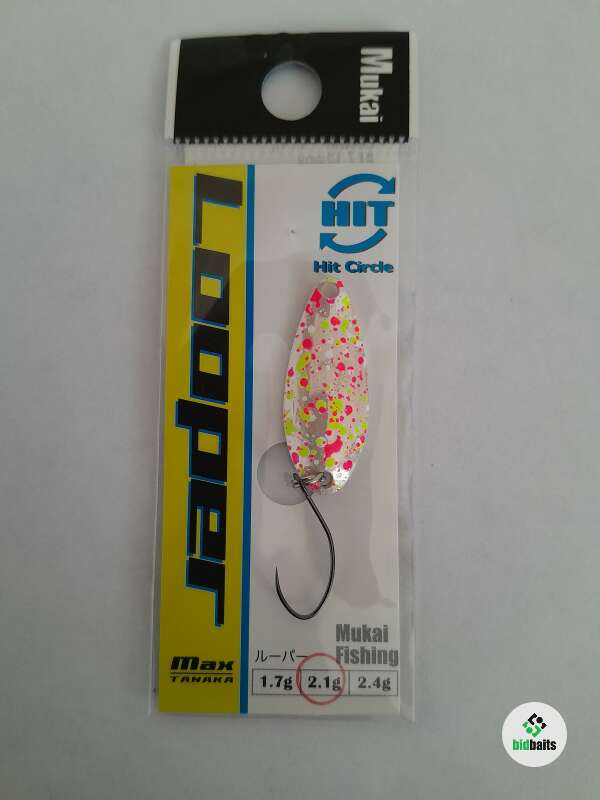 Mukai
HIT
Hit Circle
Looper
Max
TANAKA
ルーパー
Mukai
Fishing
1.7g 2.1g 2.4g
bidbaits